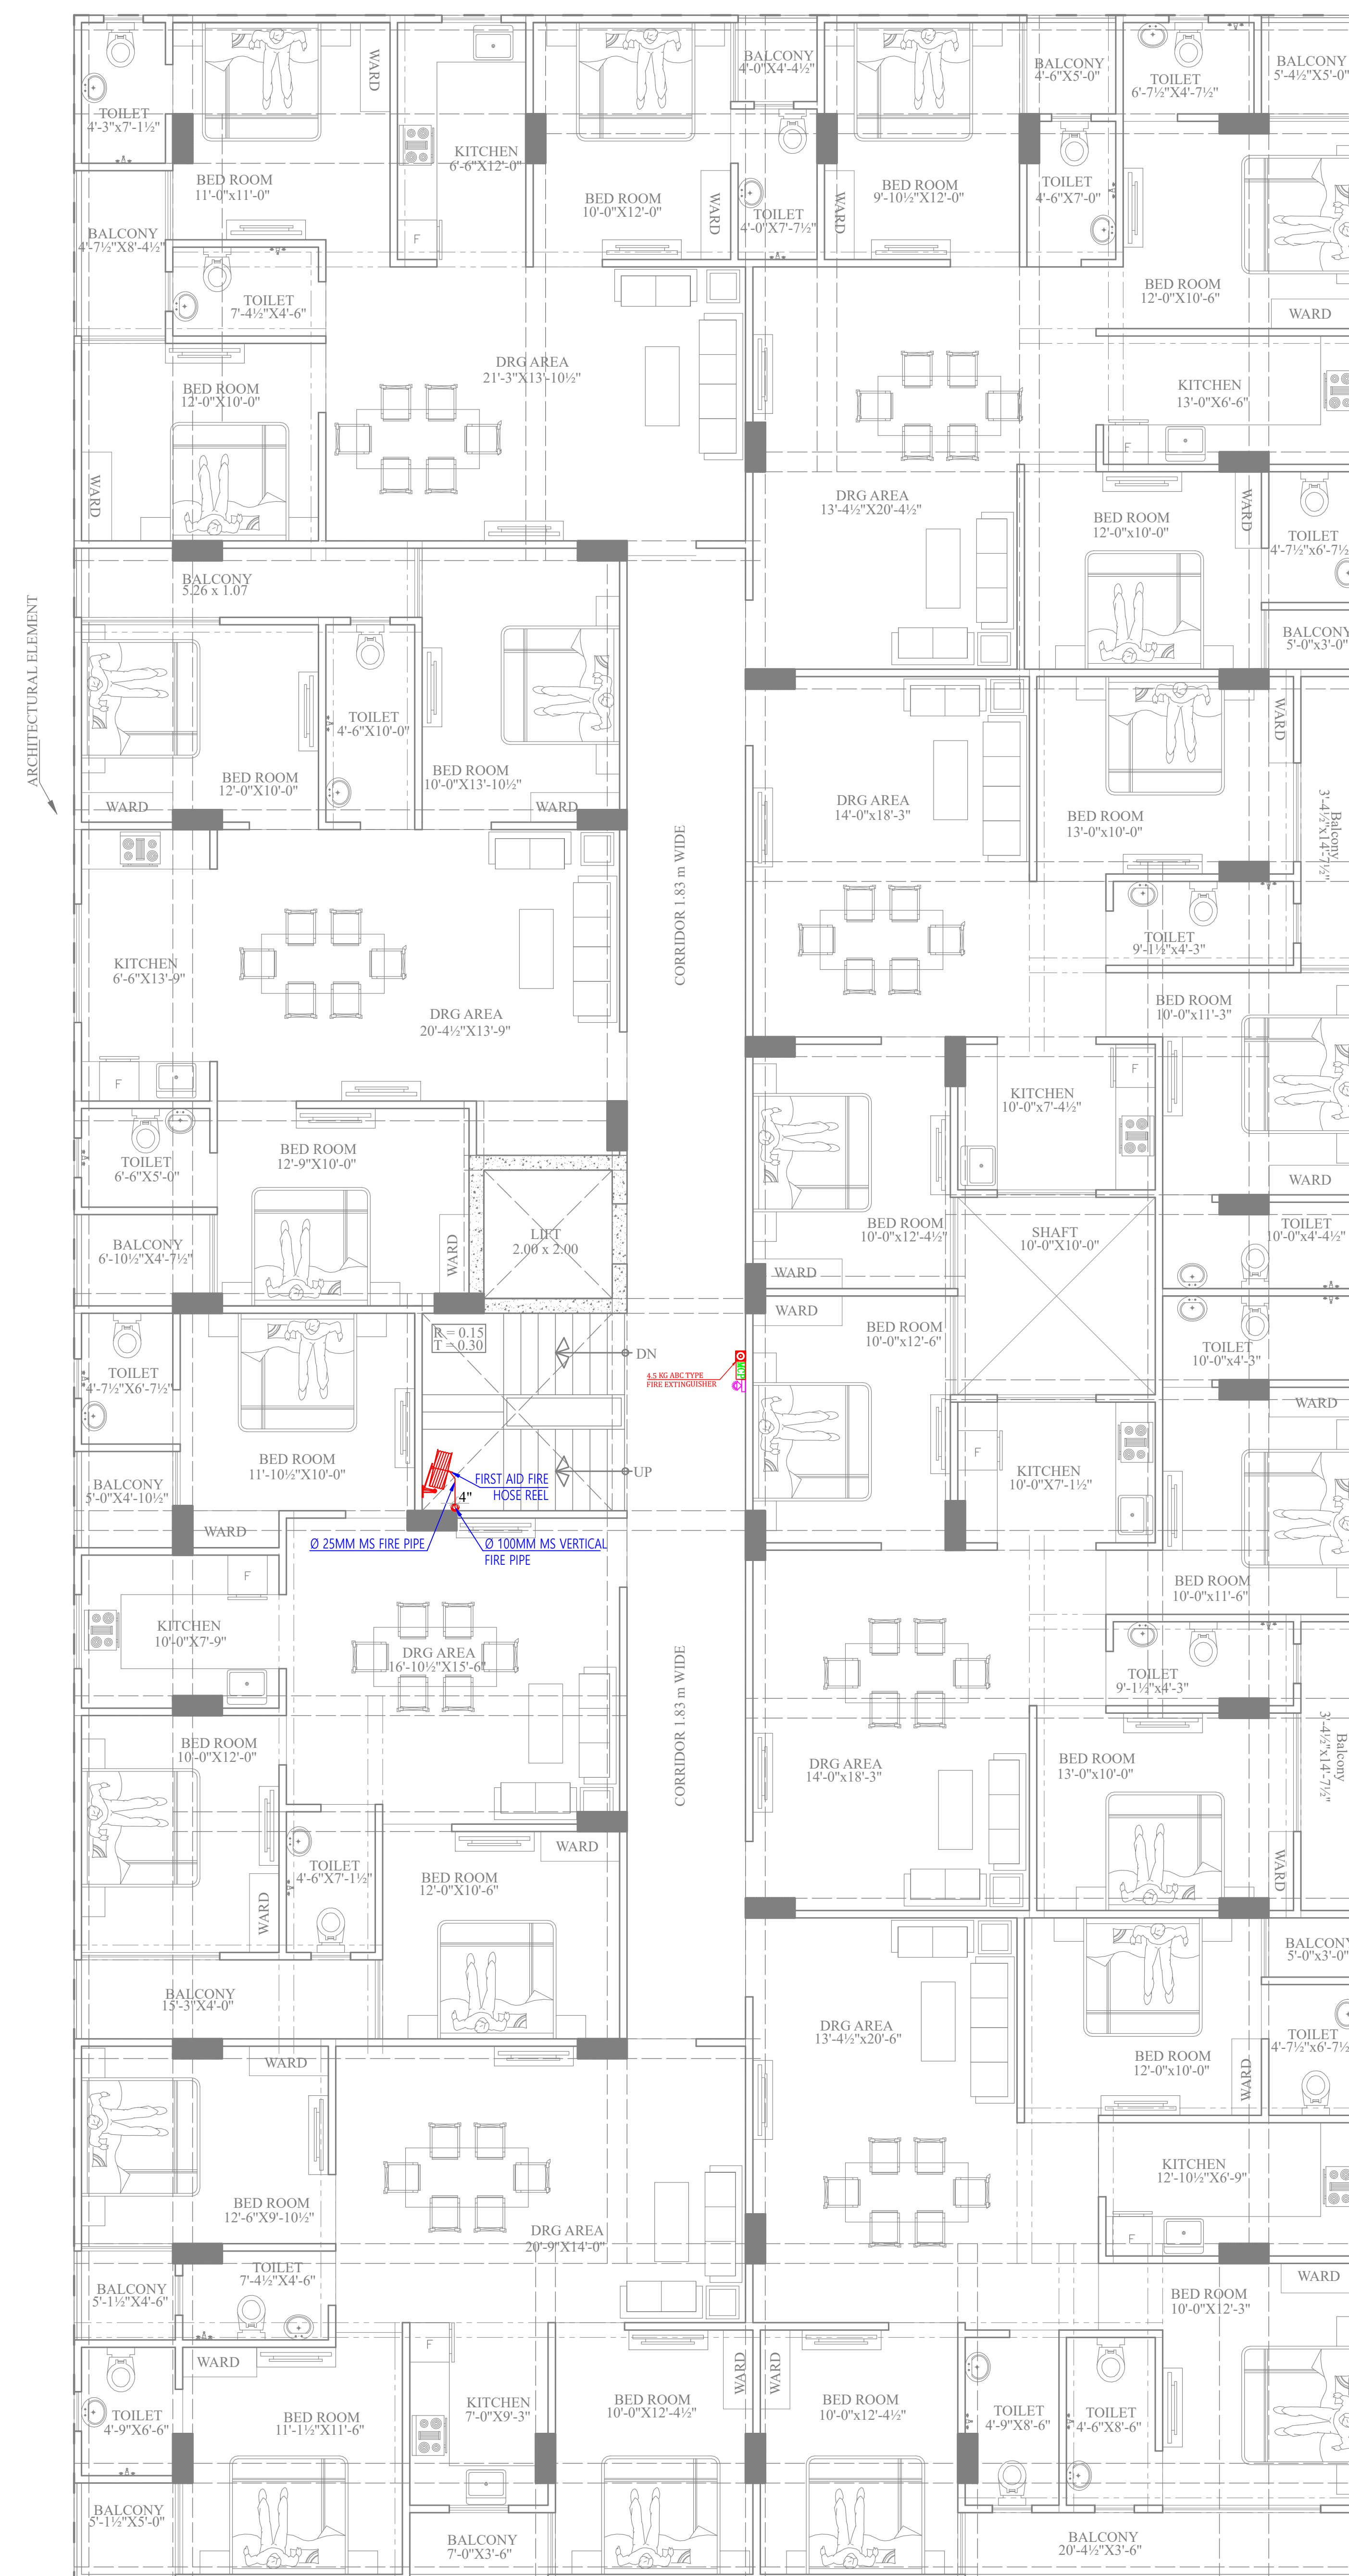 TOILET
4'-3"x7'-1½"
BED ROOM
11'-0"x11'-0"
WARD
KITCHEN
6'-6"X12'-0"
F
BED ROOM
10'-0"X12'-0"
WARD
BALCONY
4'-0"X4'-4½"
TOILET
4'-0"X7'-7½"
WARD
BED ROOM
9'-10½"X12'-0"
BALCONY
4'-6"X5'-0"
TOILET
4'-6"X7'-0"
TOILET
6'-7½"X4'-7½"
BALCONY
5'-4½"X5'-0"
BALCONY
4'-7½"X8'-4½"
TOILET
7'-4½"X4'-6"
BED ROOM
12'-0"X10'-6"
WARD
BED ROOM
12'-0"X10'-0"
WARD
DRG AREA
21'-3"X13'-10½"
KITCHEN
13'-0"X6'-6"
F
DRG AREA
13'-4½"X20'-4½"
BED ROOM
12'-0"x10'-0"
WARD
TOILET
4'-7½"x6'-7½
BALCONY
5'-0"x3'-0"
BALCONY
5.26 x 1.07
ARCHITECTURAL ELEMENT
BED ROOM
12'-0"X10'-0"
WARD
TOILET
4'-6"X10'-0"
BED ROOM
10'-0"X13'-10½"
WARD
CORRIDOR 1.83 m WIDE
DRG AREA
14'-0"x18'-3"
BED ROOM
13'-0"x10'-0"
WARD
Balcony
3'-4½"x14'-7½"
TOILET
9'-1½"x4'-3"
KITCHEN
6'-6"X13'-9"
F
DRG AREA
20'-4½"X13'-9"
BED ROOM
10'-0"x11'-3"
WARD
KITCHEN
10'-0"x7'-4½"
F
TOILET
6'-6"X5'-0"
BED ROOM
12'-9"X10'-0"
WARD
BALCONY
6'-10½"X4'-7½"
LIFT
2.00 x 2.00
BED ROOM
10'-0"x12'-4½"
WARD
SHAFT
10'-0"X10'-0"
TOILET
10'-0"x4'-4½"
WARD
BED ROOM
10'-0"x12'-6"
TOILET
10'-0"x4'-3"
WARD
R = 0.15
T = 0.30
DN
UP
4.5 KG ABC TYPE
FIRE EXTINGUISHER
MCP
TOILET
4'-7½"X6'-7½"
BED ROOM
11'-10½"X10'-0"
BALCONY
5'-0"X4'-10½"
WARD
FIRST AID FIRE
HOSE REEL
4"
Ø 25MM MS FIRE PIPE
Ø 100MM MS VERTICAL
FIRE PIPE
F
KITCHEN
10'-0"X7'-1½"
BED ROOM
10'-0"x11'-6"
F
KITCHEN
10'-0"X7'-9"
DRG AREA
16'-10½"X15'-6"
CORRIDOR 1.83 m WIDE
TOILET
9'-1½"x4'-3"
BED ROOM
10'-0"X12'-0"
WARD
DRG AREA
14'-0"x18'-3"
BED ROOM
13'-0"x10'-0"
WARD
Balcony
3'-4½"x14'-7½"
TOILET
4'-6"X7'-1½"
BED ROOM
12'-0"X10'-6"
WARD
BALCONY
15'-3"X4'-0"
BALCONY
5'-0"x3'-0"
DRG AREA
13'-4½"x20'-6"
BED ROOM
12'-0"x10'-0"
WARD
TOILET
4'-7½"x6'-7½
WARD
BED ROOM
12'-6"X9'-10½"
DRG AREA
20'-9"X14'-0"
KITCHEN
12'-10½"X6'-9"
F
TOILET
7'-4½"X4'-6"
BALCONY
5'-1½"X4'-6"
WARD
BED ROOM
10'-0"X12'-3"
WARD
F
TOILET
4'-9"X6'-6"
BED ROOM
11'-1½"X11'-6"
KITCHEN
7'-0"X9'-3"
BED ROOM
10'-0"X12'-4½"
WARD
WARD
BED ROOM
10'-0"x12'-4½"
TOILET
4'-9"X8'-6"
TOILET
4'-6"X8'-6"
BALCONY
5'-1½"X5'-0"
BALCONY
7'-0"X3'-6"
BALCONY
20'-4½"X3'-6"